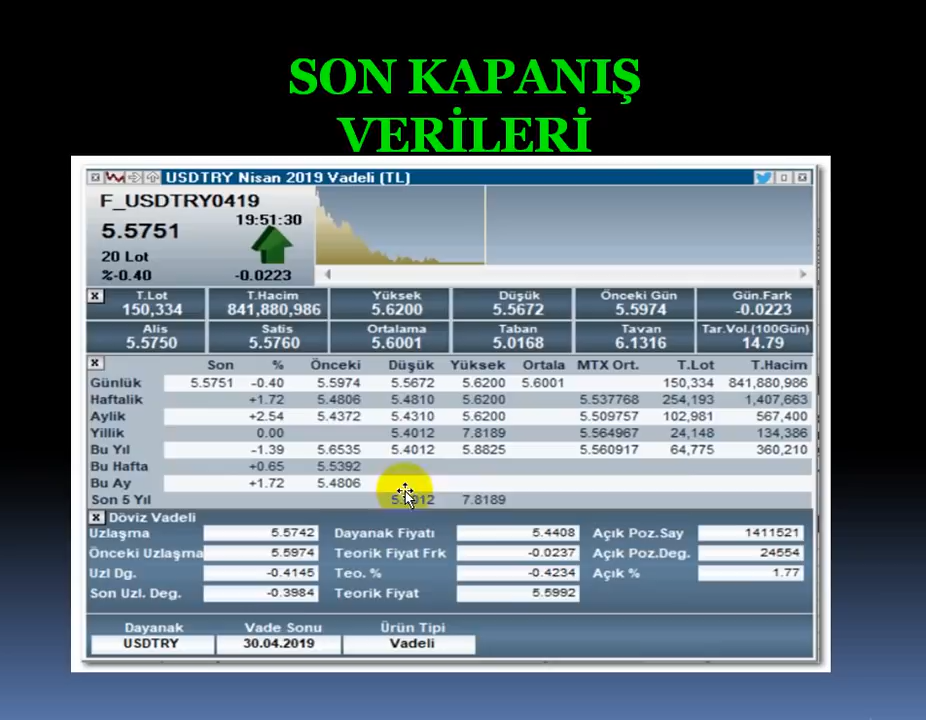 SON KAPANIŞ
VERİLERİ
USDTRY Nisan 2019 Vadeli (TL)
F_USDTRY0419
19:51:30
5.5751
20 Lot
%-0.40 -0.0223
T.Lot T.Hacim Yüksek Düşük Önceki Gün Gün.Fark
150,334 841,880,986 5.6200 5.5672 5.5974 -0.0223
Alis Satis Ortalama Taban Tavan Tar.Vol.(100Gün)
5.5750 5.5760 5.6001 5.0168 6.1316 14.79
Son % Önceki Düşük Yüksek Ortala MTX Ort. T.Lot T.Hacim
Günlük 5.5751 -0.40 5.5974 5.5672 5.6200 5.6001 150,334 841,880,986
Haftalik +1.72 5.4806 5.4810 5.6200 5.537768 254,193 1,407,663
Aylik +2.54 5.4372 5.4310 5.6200 5.509757 102,981 567,400
Yillik 0.00 5.4012 7.8189 5.564967 24,148 134,386
Bu Yıl -1.39 5.6535 5.4012 5.8825 5.560917 64,775 360,210
Bu Hafta +0.65 5.5392
Bu Ay +1.72 5.4806
Son 5 Yıl 7.8189
Döviz Vadeli
Uzlaşma 5.5742 Dayanak Fiyatı 5.4408 Açık Poz.Say 1411521
Önceki Uzlaşma 5.5974 Teorik Fiyat Frk -0.0237 Açık Poz.Deg. 24554
Uzl Dg. -0.4145 Teo. % -0.4234 Açık % 1.77
Son Uzl. Deg. -0.3984 Teorik Fiyat 5.5992
Dayanak Vade Sonu Ürün Tipi
USDTRY 30.04.2019 Vadeli